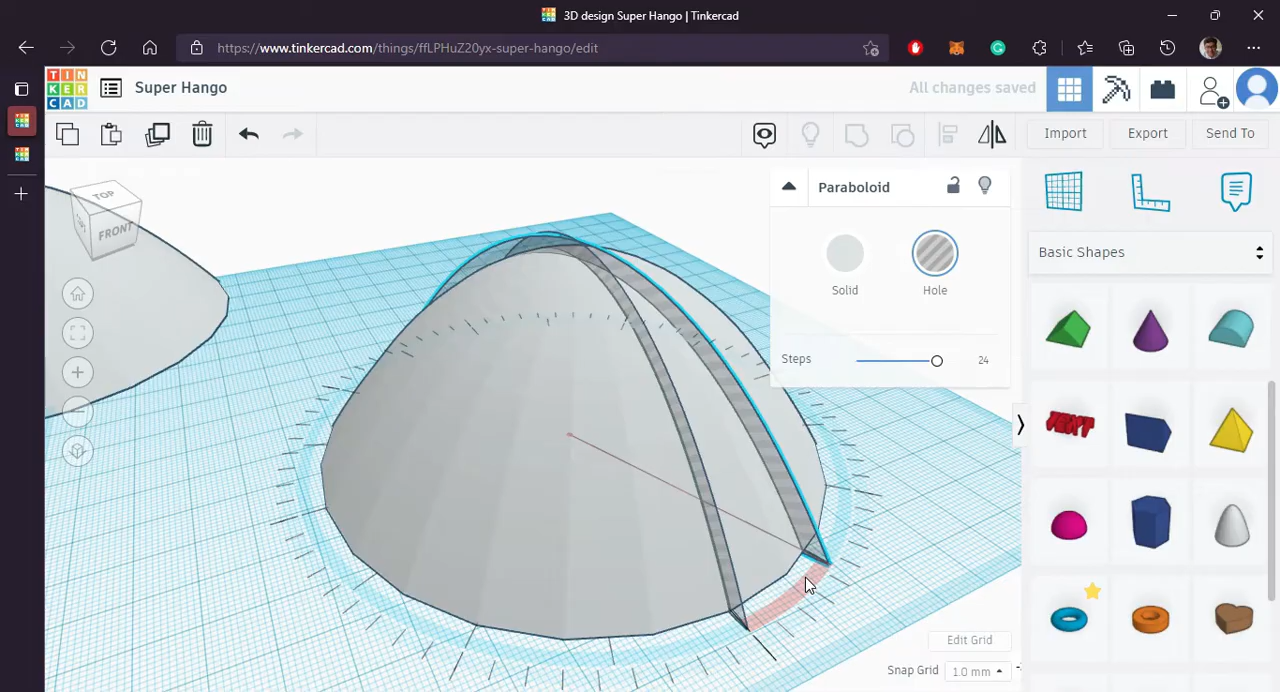 3D design Super Hango | Tinkercad
https://www.tinkercad.com/things/ffLPHuZ20yx-super-hango/edit
TIN
KER
CAD
Super Hango
All changes saved
Import
Export
Send To
TOP
FRONT
Paraboloid
Solid
Hole
Steps
24
Basic Shapes
TEXT
Edit Grid
Snap Grid
1.0 mm